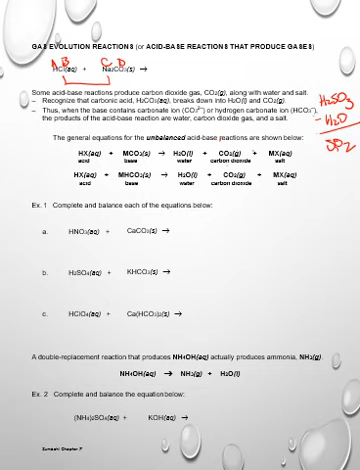 GAS EVOLUTION REACTIONS (or ACID-BASE REACTIONS THAT PRODUCE GASES)
A B C D
HCl(aq) + Na₂CO₃(s) →
Some acid-base reactions produce carbon dioxide gas, CO₂(g), along with water and salt.
– Recognize that carbonic acid, H₂CO₃(aq), breaks down into H₂O(l) and CO₂(g).
– Thus, when the base contains carbonate ion (CO₃²⁻) or hydrogen carbonate ion (HCO₃⁻),
the products of the acid-base reaction are water, carbon dioxide gas, and a salt.
H₂SO₃
- H₂O
SO₂
The general equations for the unbalanced acid-base reactions are shown below:
HX(aq) + MCO₃(s) → H₂O(l) + CO₂(g) + MX(aq)
acid base water carbon dioxide salt
HX(aq) + MHCO₃(s) → H₂O(l) + CO₂(g) + MX(aq)
acid base water carbon dioxide salt
Ex. 1 Complete and balance each of the equations below:
a. HNO₃(aq) + CaCO₃(s) →
b. H₂SO₄(aq) + KHCO₃(s) →
c. HClO₄(aq) + Ca(HCO₃)₂(s) →
A double-replacement reaction that produces NH₄OH(aq) actually produces ammonia, NH₃(g).
NH₄OH(aq) → NH₃(g) + H₂O(l)
Ex. 2 Complete and balance the equation below:
(NH₄)₂SO₄(aq) + KOH(aq) →
Sumaoki Chapter 7